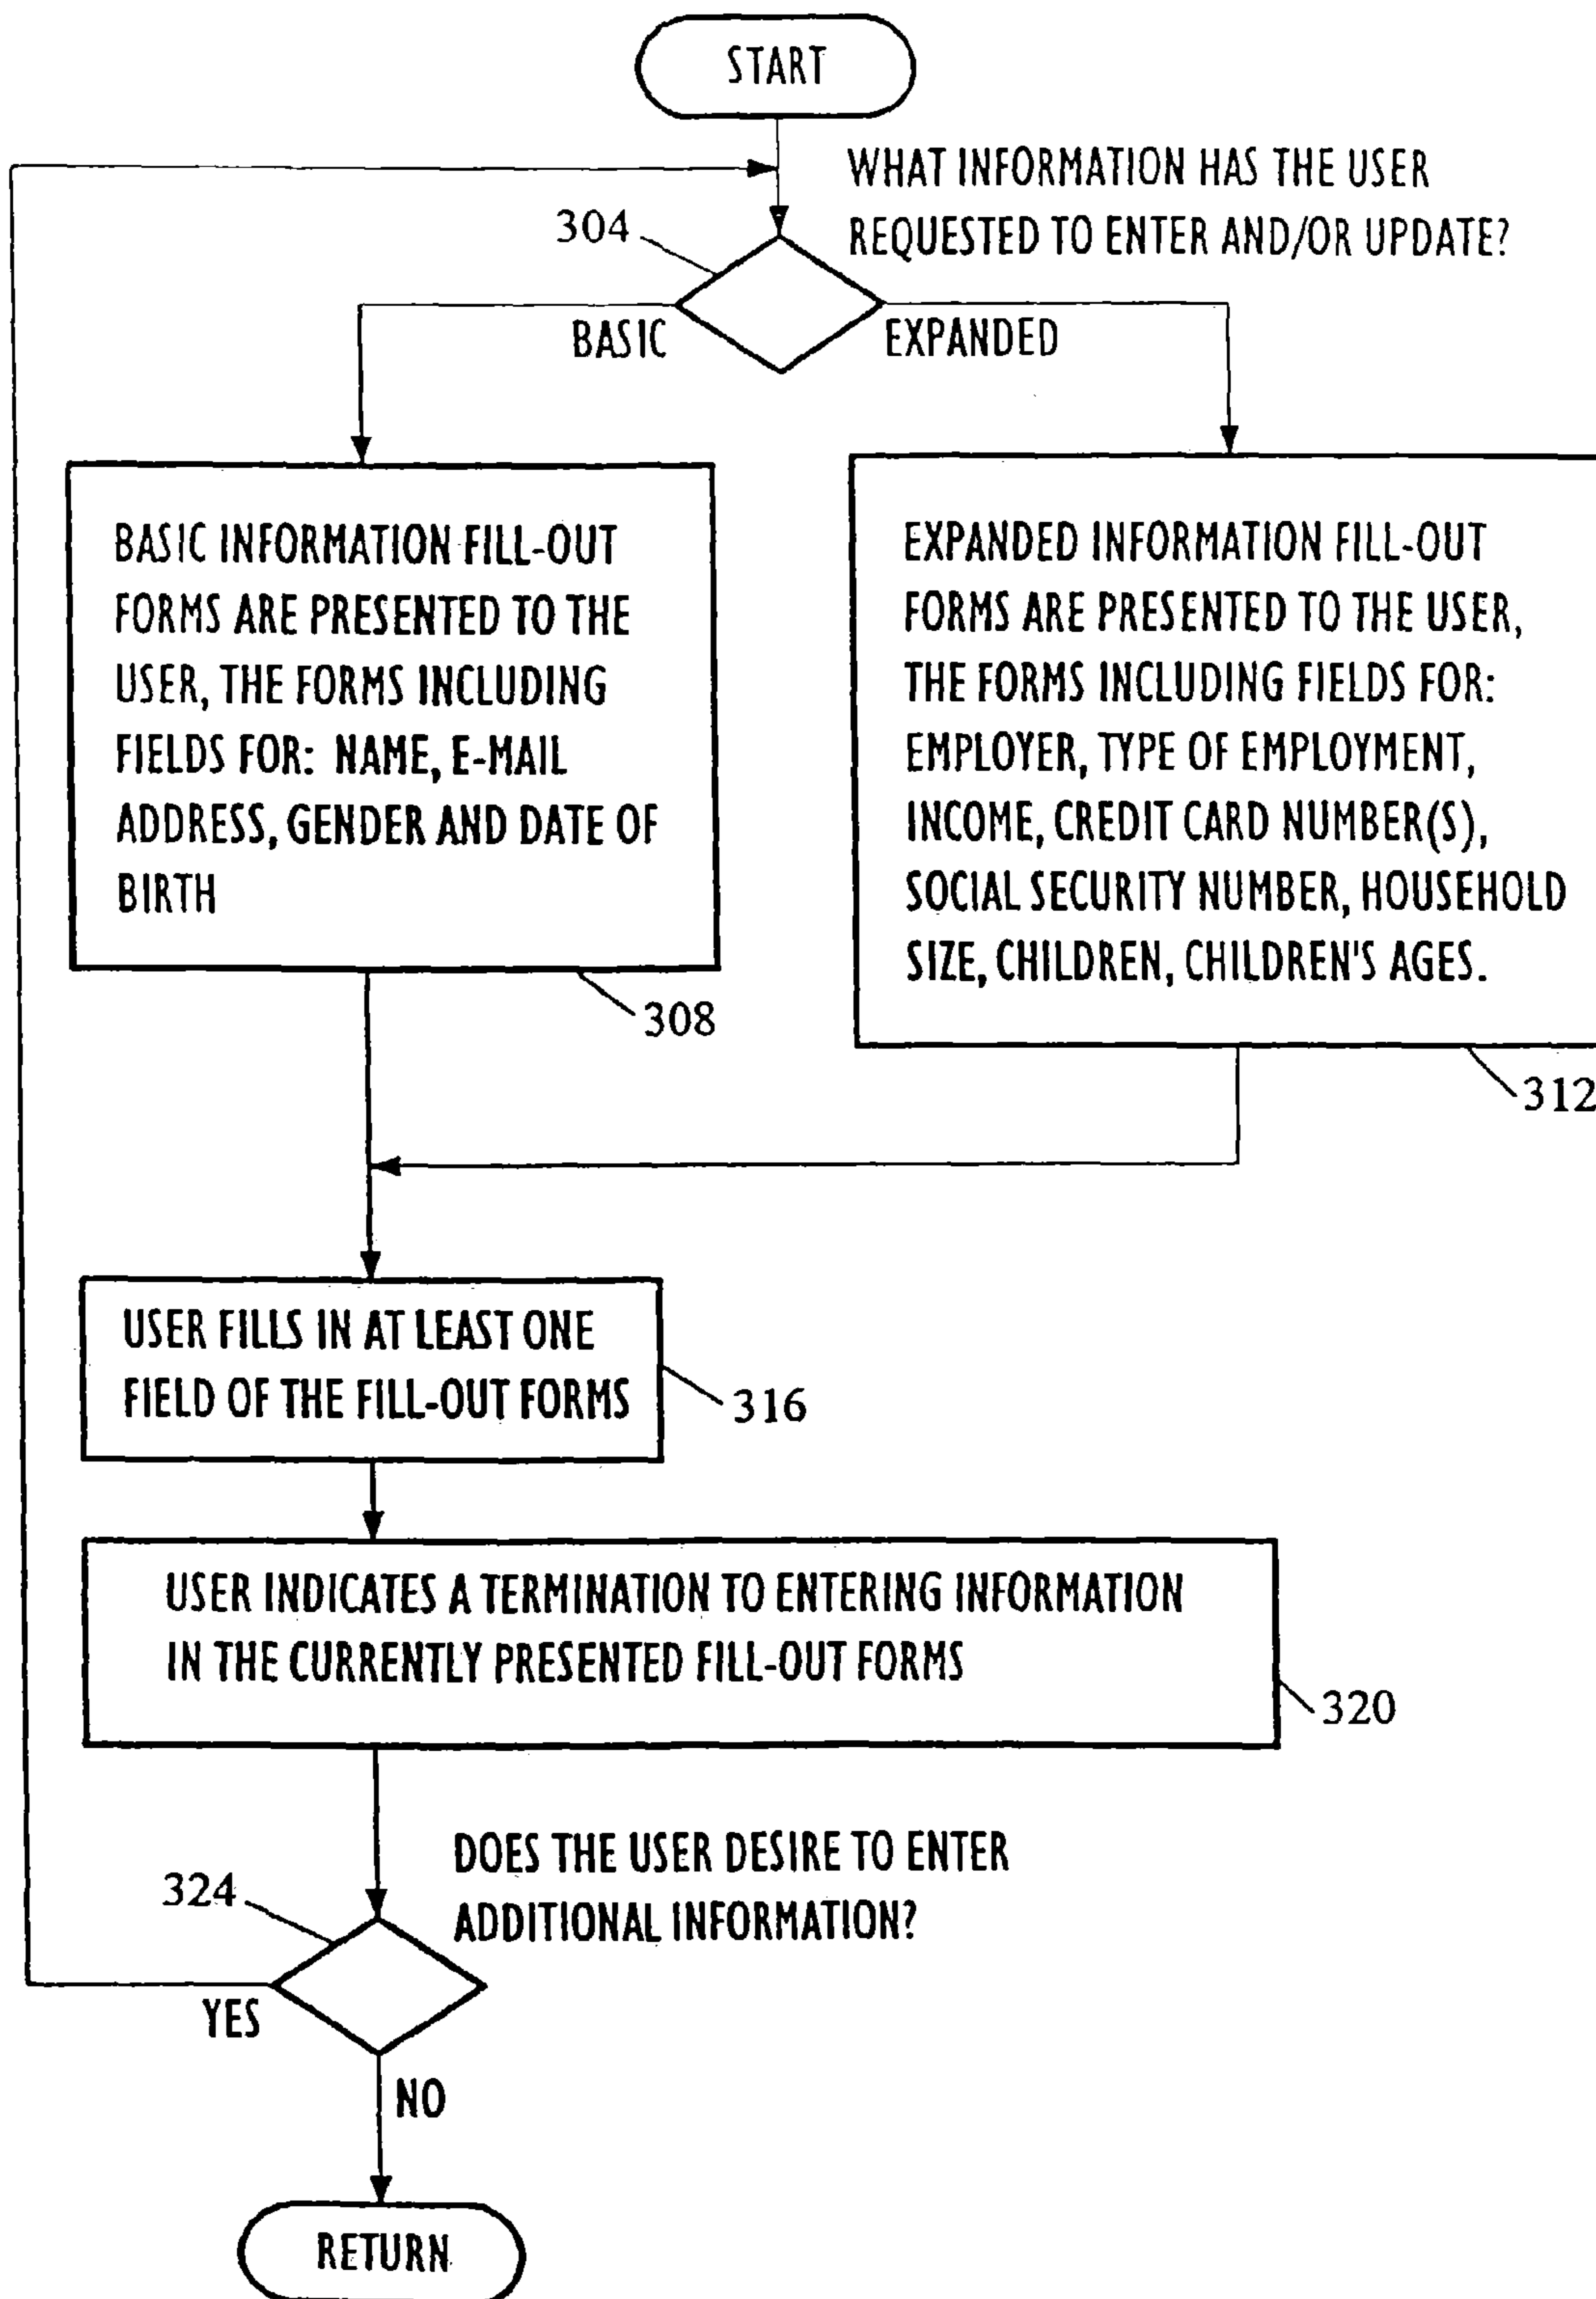 START
WHAT INFORMATION HAS THE USER
REQUESTED TO ENTER AND/OR UPDATE?
304
BASIC
EXPANDED
BASIC INFORMATION FILL-OUT
FORMS ARE PRESENTED TO THE
USER, THE FORMS INCLUDING
FIELDS FOR: NAME, E-MAIL
ADDRESS, GENDER AND DATE OF
BIRTH
308
EXPANDED INFORMATION FILL-OUT
FORMS ARE PRESENTED TO THE USER,
THE FORMS INCLUDING FIELDS FOR:
EMPLOYER, TYPE OF EMPLOYMENT,
INCOME, CREDIT CARD NUMBER(S),
SOCIAL SECURITY NUMBER, HOUSEHOLD
SIZE, CHILDREN, CHILDREN'S AGES.
312
USER FILLS IN AT LEAST ONE
FIELD OF THE FILL-OUT FORMS
316
USER INDICATES A TERMINATION TO ENTERING INFORMATION
IN THE CURRENTLY PRESENTED FILL-OUT FORMS
320
DOES THE USER DESIRE TO ENTER
ADDITIONAL INFORMATION?
324
YES
NO
RETURN